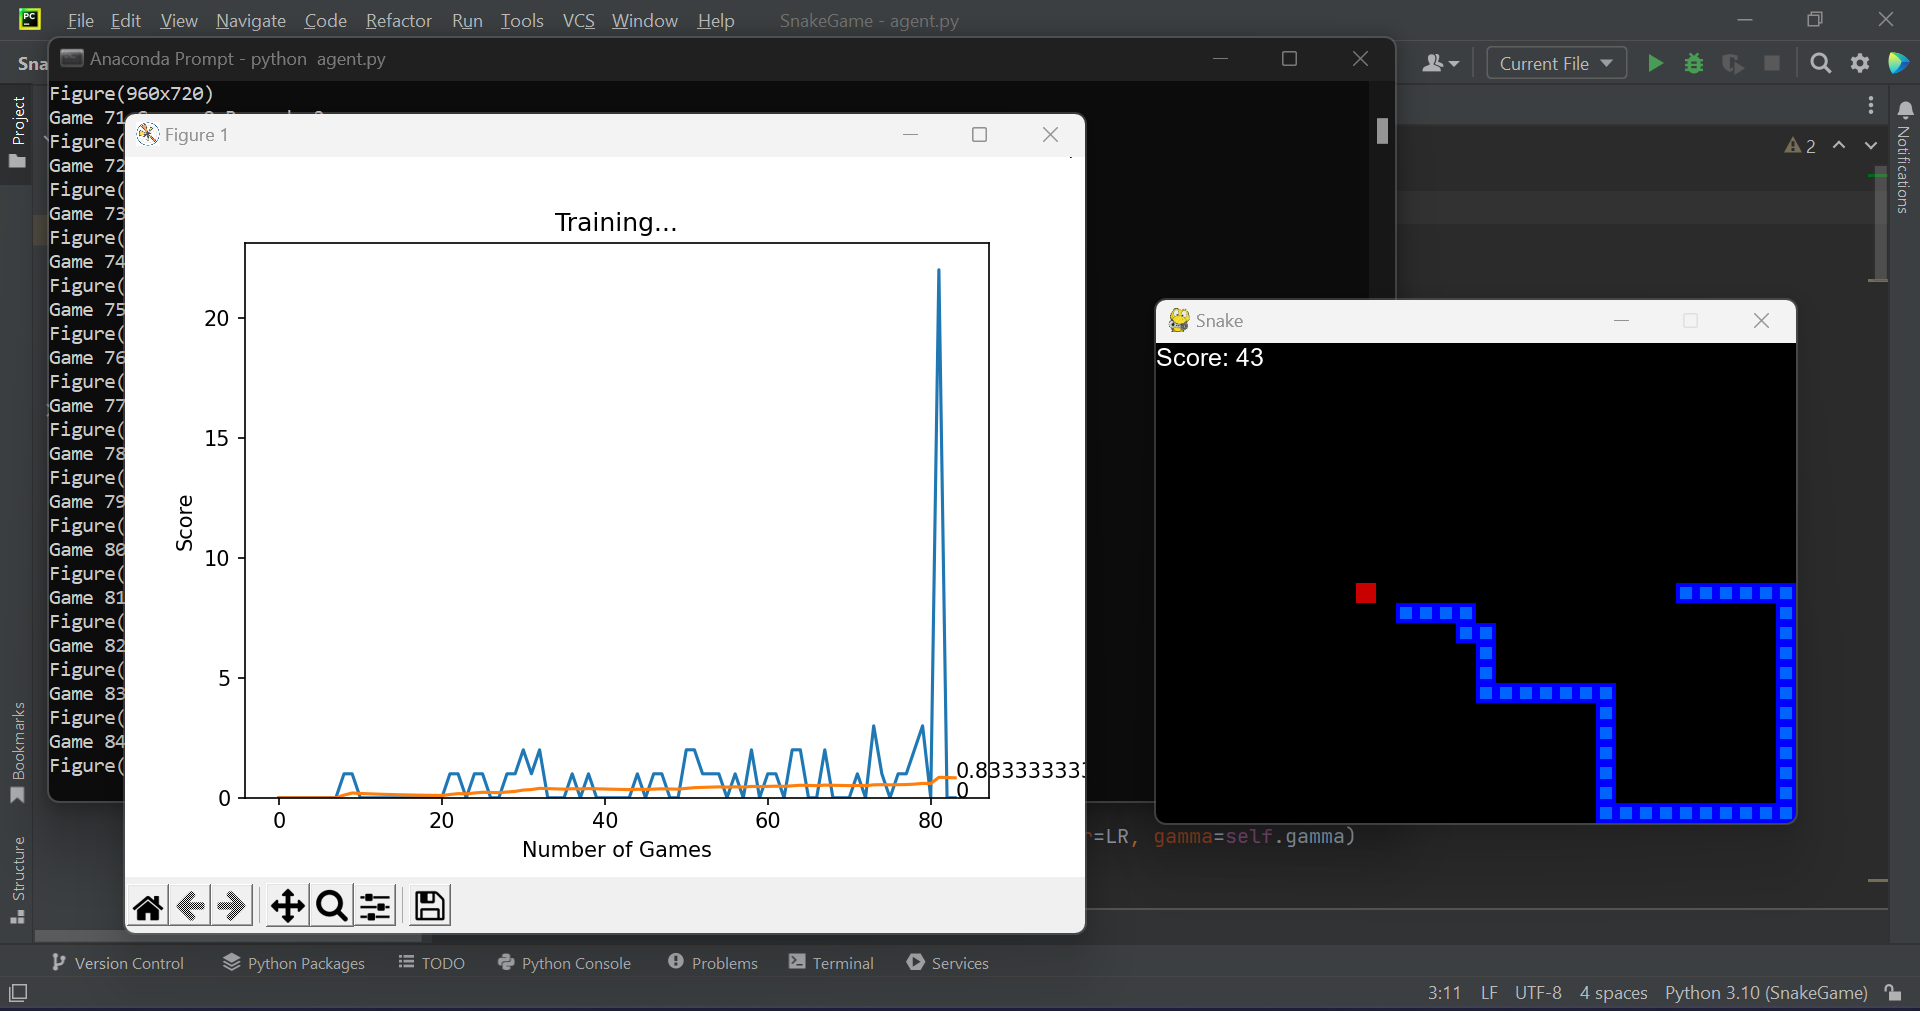 PC File Edit View Navigate Code Refactor Run Tools VCS Window Help SnakeGame - agent.py
Sna
Anaconda Prompt - python agent.py
Current File
Figure(960x720)
Game 71
Figure(
Game 72
Figure(
Game 73
Figure(
Game 74
Figure(
Game 75
Figure(
Game 76
Figure(
Game 77
Figure(
Game 78
Figure(
Game 79
Figure(
Game 80
Figure(
Game 81
Figure(
Game 82
Figure(
Game 83
Figure(
Game 84
Figure(
Project
Bookmarks
Structure
Figure 1
Training...
Score
20
15
10
5
0
0 20 40 60 80
Number of Games
0.833333333
0
2
Notifications
Snake
Score: 43
=LR, gamma=self.gamma)
Version Control Python Packages TODO Python Console Problems Terminal Services
3:11 LF UTF-8 4 spaces Python 3.10 (SnakeGame)